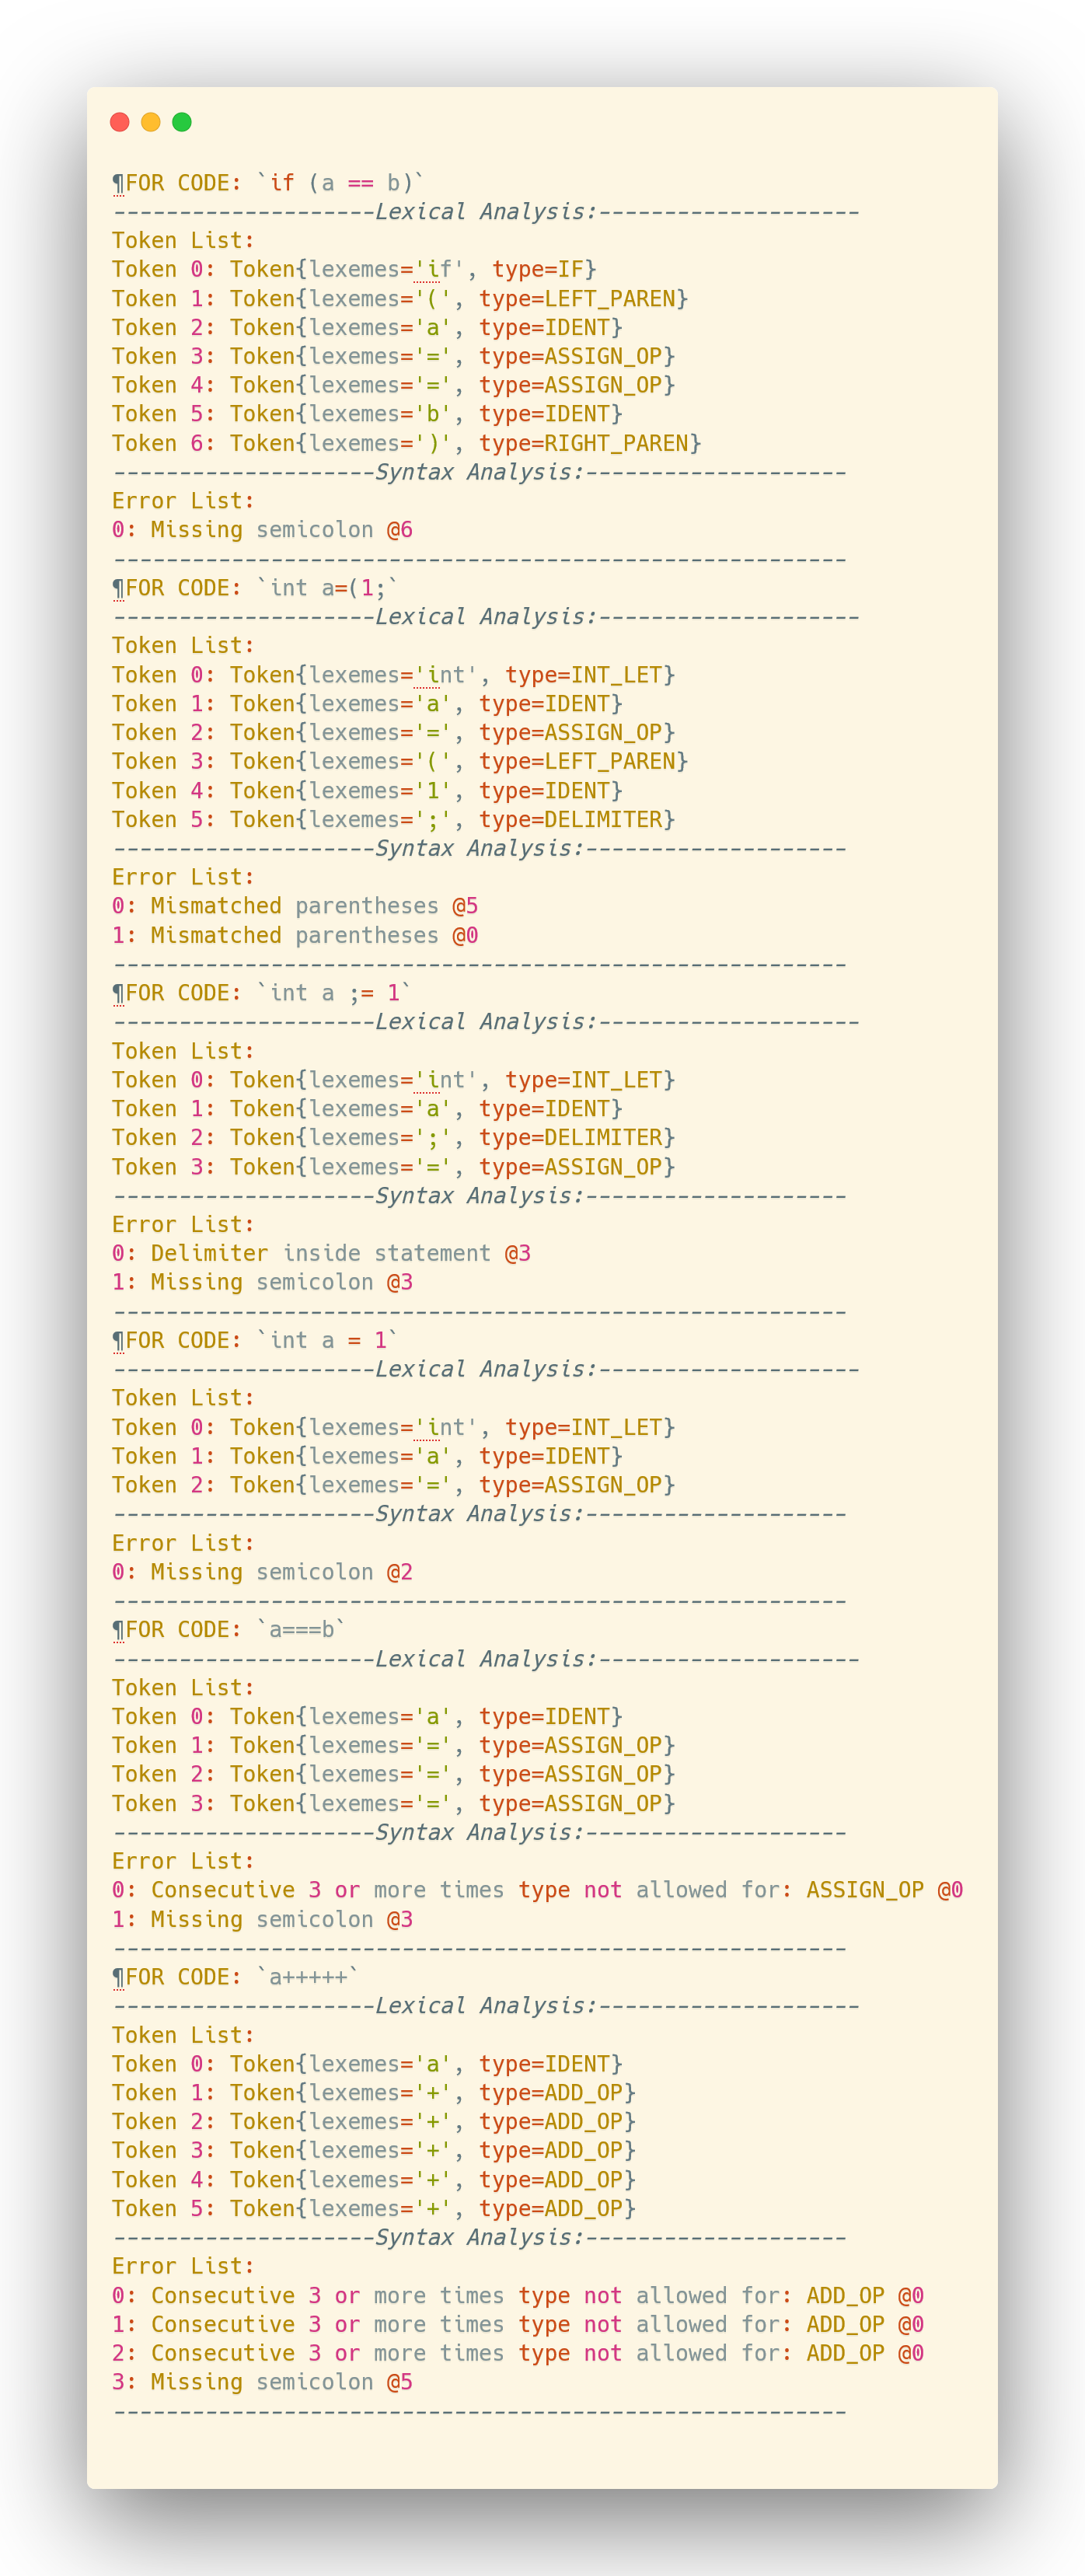 ¶FOR CODE: `if (a == b)`
--------------------Lexical Analysis:--------------------
Token List:
Token 0: Token{lexemes='if', type=IF}
Token 1: Token{lexemes='(', type=LEFT_PAREN}
Token 2: Token{lexemes='a', type=IDENT}
Token 3: Token{lexemes='=', type=ASSIGN_OP}
Token 4: Token{lexemes='=', type=ASSIGN_OP}
Token 5: Token{lexemes='b', type=IDENT}
Token 6: Token{lexemes=')', type=RIGHT_PAREN}
--------------------Syntax Analysis:--------------------
Error List:
0: Missing semicolon @6
--------------------------------------------------------
¶FOR CODE: `int a=(1;`
--------------------Lexical Analysis:--------------------
Token List:
Token 0: Token{lexemes='int', type=INT_LET}
Token 1: Token{lexemes='a', type=IDENT}
Token 2: Token{lexemes='=', type=ASSIGN_OP}
Token 3: Token{lexemes='(', type=LEFT_PAREN}
Token 4: Token{lexemes='1', type=IDENT}
Token 5: Token{lexemes=';', type=DELIMITER}
--------------------Syntax Analysis:--------------------
Error List:
0: Mismatched parentheses @5
1: Mismatched parentheses @0
--------------------------------------------------------
¶FOR CODE: `int a ;= 1`
--------------------Lexical Analysis:--------------------
Token List:
Token 0: Token{lexemes='int', type=INT_LET}
Token 1: Token{lexemes='a', type=IDENT}
Token 2: Token{lexemes=';', type=DELIMITER}
Token 3: Token{lexemes='=', type=ASSIGN_OP}
--------------------Syntax Analysis:--------------------
Error List:
0: Delimiter inside statement @3
1: Missing semicolon @3
--------------------------------------------------------
¶FOR CODE: `int a = 1`
--------------------Lexical Analysis:--------------------
Token List:
Token 0: Token{lexemes='int', type=INT_LET}
Token 1: Token{lexemes='a', type=IDENT}
Token 2: Token{lexemes='=', type=ASSIGN_OP}
--------------------Syntax Analysis:--------------------
Error List:
0: Missing semicolon @2
--------------------------------------------------------
¶FOR CODE: `a===b`
--------------------Lexical Analysis:--------------------
Token List:
Token 0: Token{lexemes='a', type=IDENT}
Token 1: Token{lexemes='=', type=ASSIGN_OP}
Token 2: Token{lexemes='=', type=ASSIGN_OP}
Token 3: Token{lexemes='=', type=ASSIGN_OP}
--------------------Syntax Analysis:--------------------
Error List:
0: Consecutive 3 or more times type not allowed for: ASSIGN_OP @0
1: Missing semicolon @3
--------------------------------------------------------
¶FOR CODE: `a+++++`
--------------------Lexical Analysis:--------------------
Token List:
Token 0: Token{lexemes='a', type=IDENT}
Token 1: Token{lexemes='+', type=ADD_OP}
Token 2: Token{lexemes='+', type=ADD_OP}
Token 3: Token{lexemes='+', type=ADD_OP}
Token 4: Token{lexemes='+', type=ADD_OP}
Token 5: Token{lexemes='+', type=ADD_OP}
--------------------Syntax Analysis:--------------------
Error List:
0: Consecutive 3 or more times type not allowed for: ADD_OP @0
1: Consecutive 3 or more times type not allowed for: ADD_OP @0
2: Consecutive 3 or more times type not allowed for: ADD_OP @0
3: Missing semicolon @5
--------------------------------------------------------